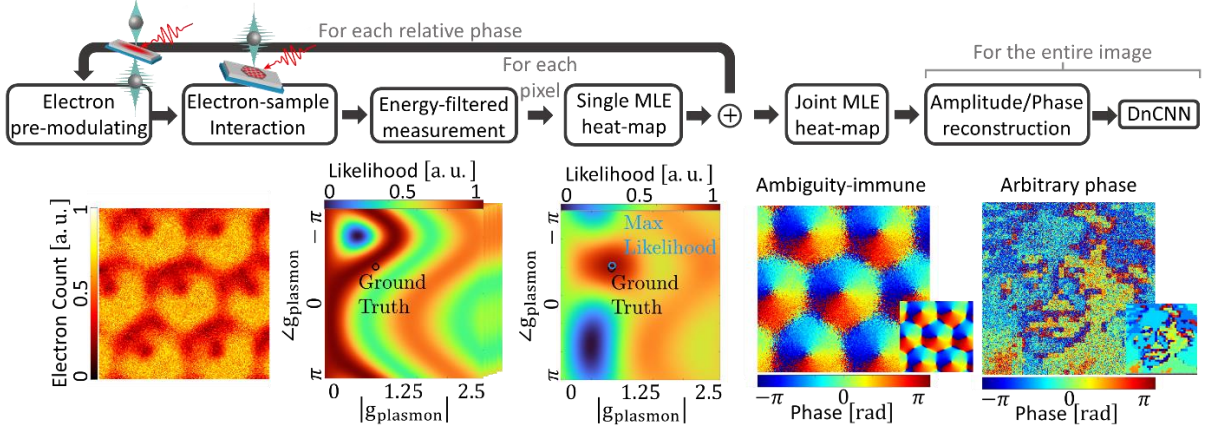 For each relative phase
For each
pixel
For the entire image
Electron
pre-modulating
Electron-sample
Interaction
Energy-filtered
measurement
Single MLE
heat-map
+
Joint MLE
heat-map
Amplitude/Phase
reconstruction
DnCNN
Electron Count [a. u.]
0
0.5
1
Likelihood [a. u.]
0
0.5
1
Ground
Truth
∠gplasmon
−π
0
π
0
1.25
2.5
|gplasmon|
Likelihood [a. u.]
0
0.5
1
Max
Likelihood
Ground
Truth
∠gplasmon
−π
0
π
0
1.25
2.5
|gplasmon|
Ambiguity-immune
−π
0
π
Phase [rad]
Arbitrary phase
−π
0
π
Phase [rad]